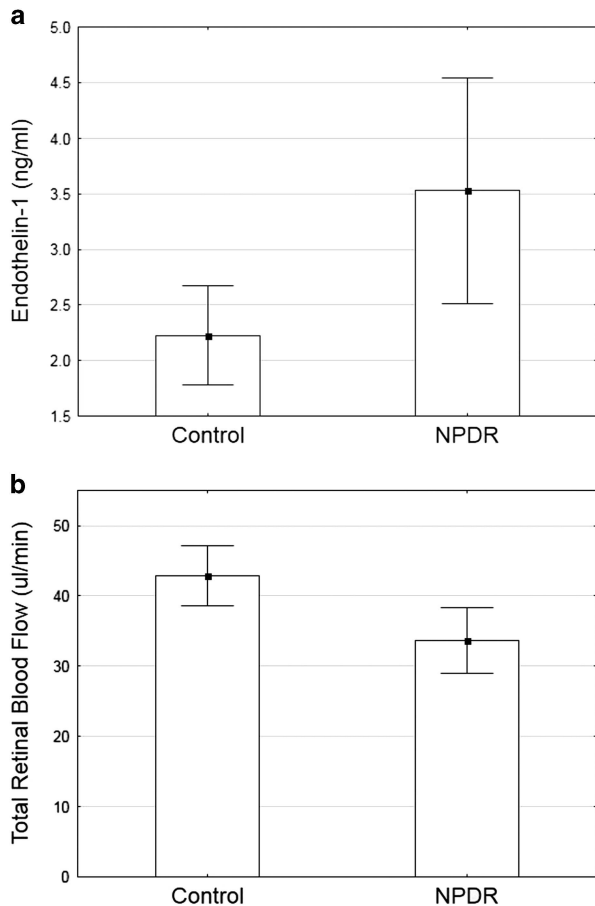 a
Endothelin-1 (ng/ml)
5.0
4.5
4.0
3.5
3.0
2.5
2.0
1.5
Control NPDR
b
Total Retinal Blood Flow (ul/min)
50
40
30
20
10
0
Control NPDR